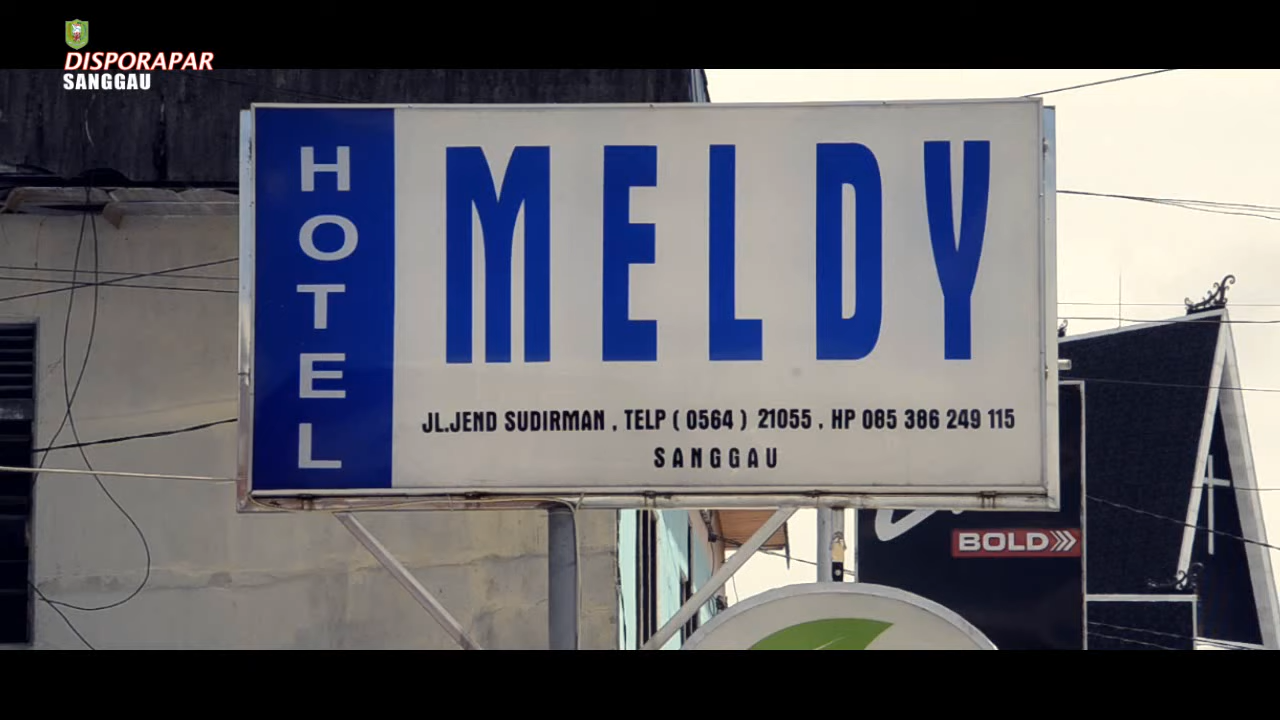 DISPORAPAR
SANGGAU
HOTEL
MELDY
JL.JEND SUDIRMAN , TELP ( 0564 ) 21055 , HP 085 386 249 115
SANGGAU
BOLD